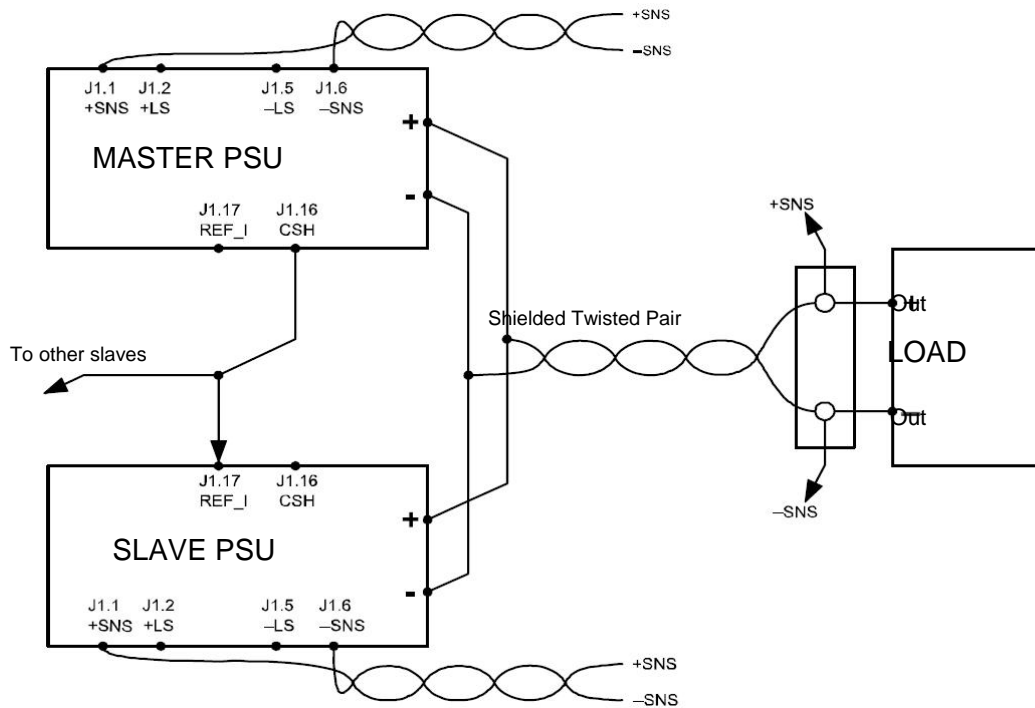 +SNS
–SNS
J1.1 J1.2 J1.5 J1.6
+SNS +LS –LS –SNS
+
MASTER PSU
-
J1.17 J1.16
REF_I CSH
+SNS
Shielded Twisted Pair
+
Out
To other slaves
LOAD
–
Out
J1.17 J1.16
REF_I CSH
–SNS
+
SLAVE PSU
-
J1.1 J1.2 J1.5 J1.6
+SNS +LS –LS –SNS
+SNS
–SNS